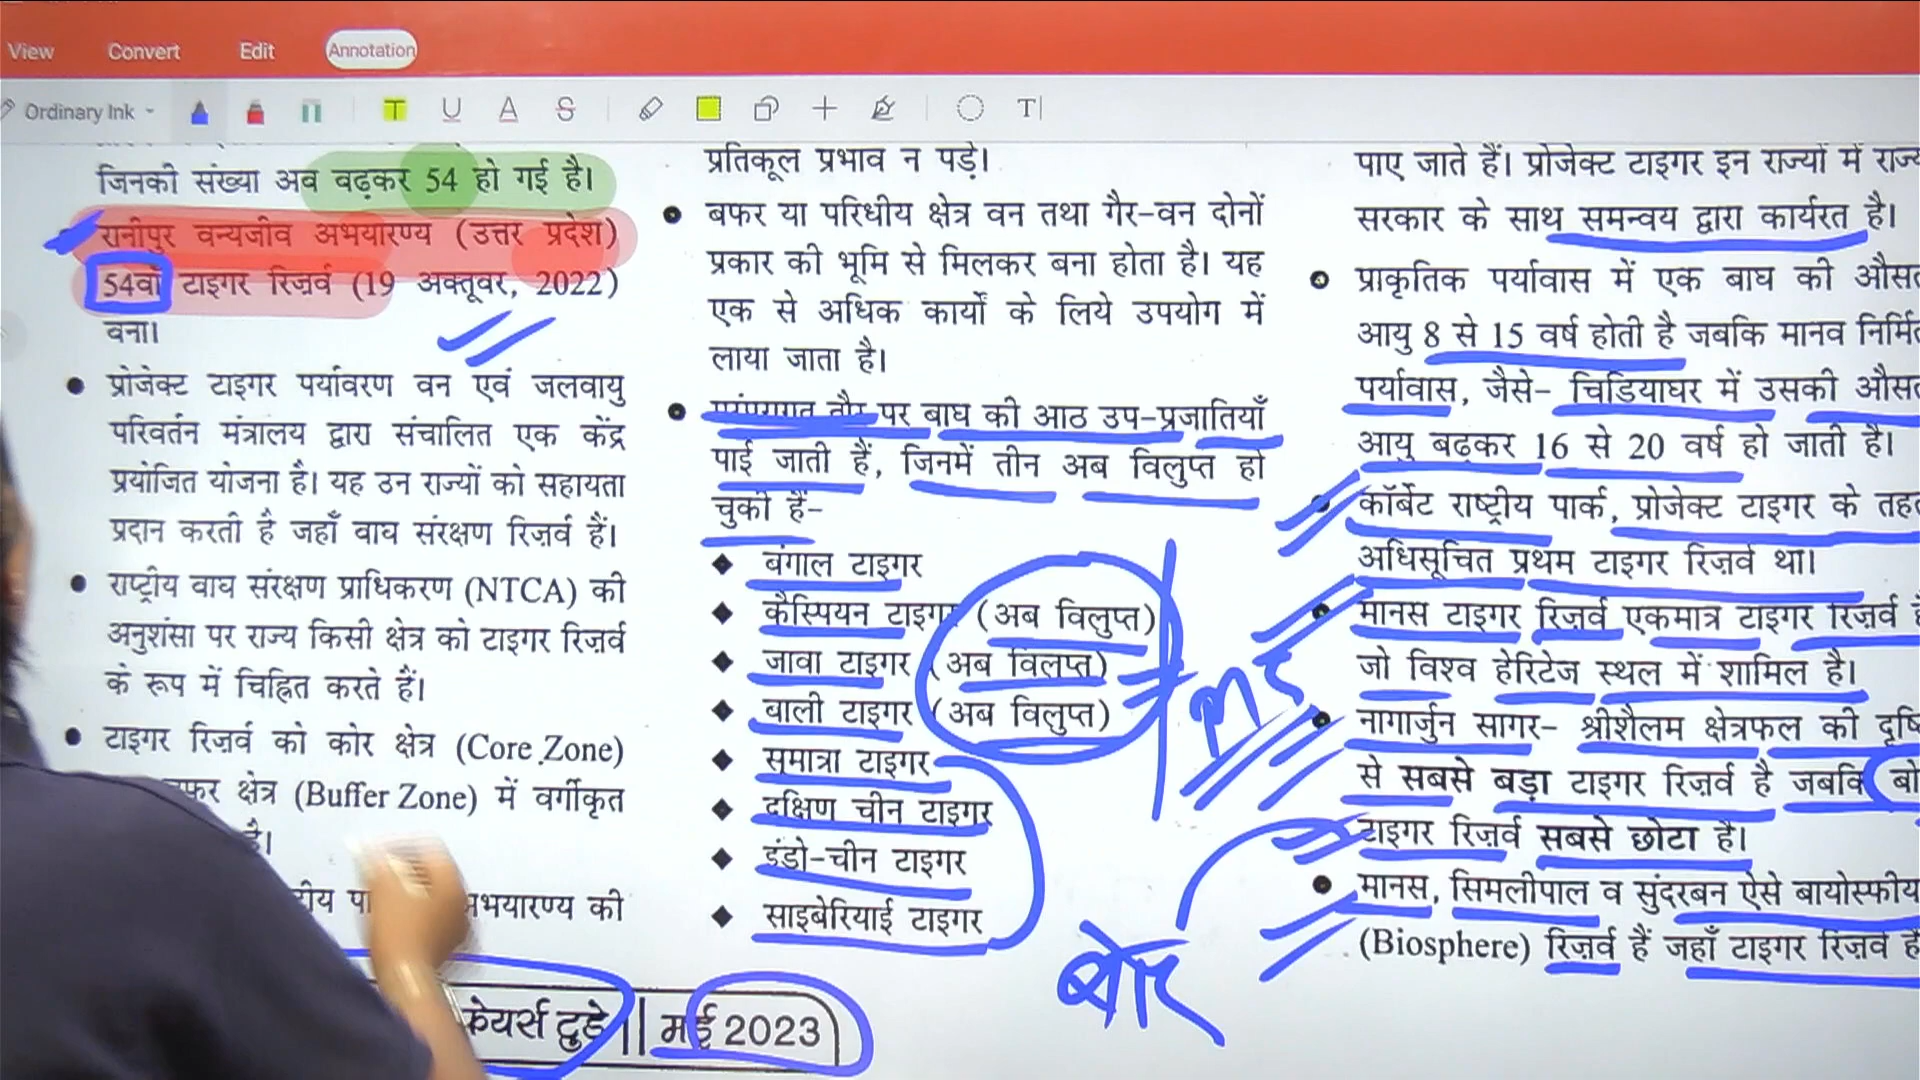 View Convert Edit Annotation
Ordinary Ink
जिनकी संख्या अब बढ़कर 54 हो गई है।
रानीपुर वन्यजीव अभयारण्य (उत्तर प्रदेश)
54वाँ टाइगर रिज़र्व (19 अक्तूबर, 2022)
बना।
प्रोजेक्ट टाइगर पर्यावरण वन एवं जलवायु
परिवर्तन मंत्रालय द्वारा संचालित एक केंद्र
प्रयोजित योजना है। यह उन राज्यों को सहायता
प्रदान करती है जहाँ वाघ संरक्षण रिज़र्व हैं।
राष्ट्रीय वाघ संरक्षण प्राधिकरण (NTCA) की
अनुशंसा पर राज्य किसी क्षेत्र को टाइगर रिज़र्व
के रूप में चिह्नित करते हैं।
टाइगर रिज़र्व को कोर क्षेत्र (Core Zone)
क्षेत्र (Buffer Zone) में वर्गीकृत
है।
की
प्रतिकूल प्रभाव न पड़े।
बफर या परिधीय क्षेत्र वन तथा गैर-वन दोनों
प्रकार की भूमि से मिलकर बना होता है। यह
एक से अधिक कार्यों के लिये उपयोग में
लाया जाता है।
परंपरागत तौर पर बाघ की आठ उप-प्रजातियाँ
पाई जाती हैं, जिनमें तीन अब विलुप्त हो
चुकी हैं-
बंगाल टाइगर
कैस्पियन टाइगर (अब विलुप्त)
जावा टाइगर (अब विलुप्त)
बाली टाइगर (अब विलुप्त)
सुमात्रा टाइगर
दक्षिण चीन टाइगर
इंडो-चीन टाइगर
साइबेरियाई टाइगर
पाए जाते हैं। प्रोजेक्ट टाइगर इन राज्यों में
सरकार के साथ समन्वय द्वारा कार्यरत है।
प्राकृतिक पर्यावास में एक बाघ की
आयु 8 से 15 वर्ष होती है जबकि मानव
पर्यावास, जैसे- चिडियाघर में उसकी
आयु बढ़कर 16 से 20 वर्ष हो जाती है।
कॉर्बेट राष्ट्रीय पार्क, प्रोजेक्ट टाइगर के
अधिसूचित प्रथम टाइगर रिज़र्व था।
मानस टाइगर रिज़र्व एकमात्र टाइगर रिज़र्व
जो विश्व हेरिटेज स्थल में शामिल है।
नागार्जुन सागर- श्रीशैलम क्षेत्रफल की
से सबसे बड़ा टाइगर रिज़र्व है जबकि
टाइगर रिज़र्व सबसे छोटा है।
मानस, सिमलीपाल व सुंदरबन ऐसे
(Biosphere) रिज़र्व हैं जहाँ टाइगर रिज़र्व
बोर
टुडे || मई 2023